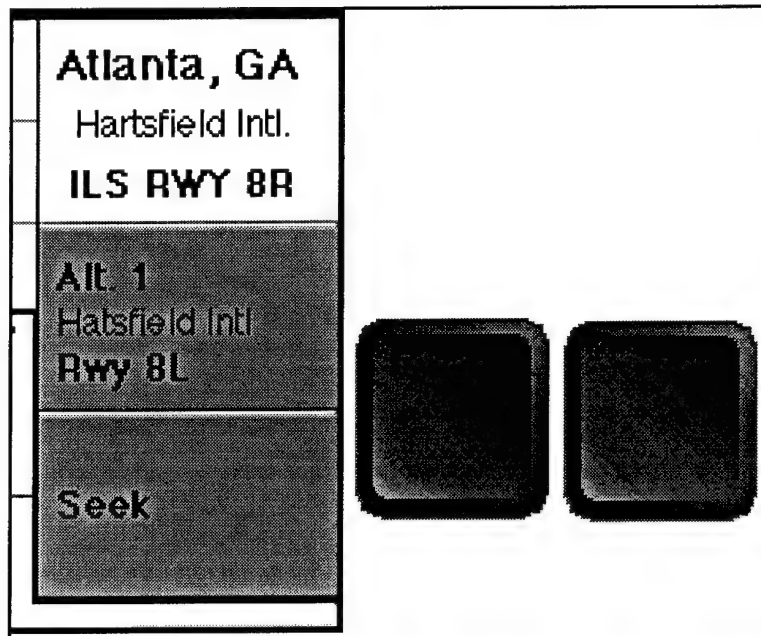 Atlanta, GA
Hartsfield Intl.
ILS RWY 8R
Alt. 1
Hatsfield Intl
Rwy 8L
Seek